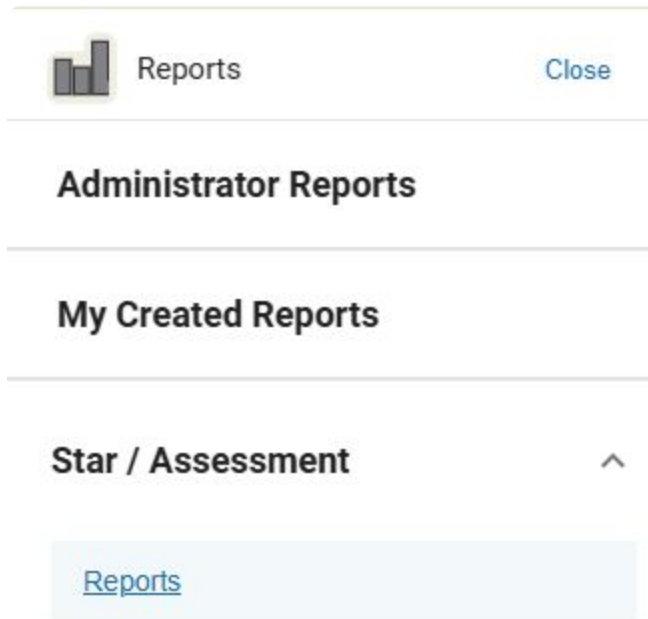 Reports Close
Administrator Reports
My Created Reports
Star / Assessment
Reports